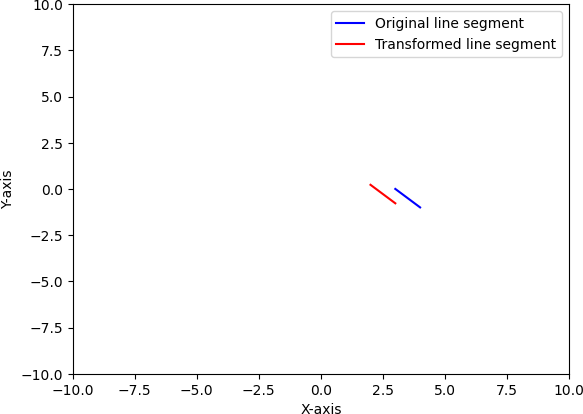 10.0
7.5
5.0
2.5
0.0
−2.5
−5.0
−7.5
−10.0
Y-axis
Original line segment
Transformed line segment
−10.0 −7.5 −5.0 −2.5 0.0 2.5 5.0 7.5 10.0
X-axis